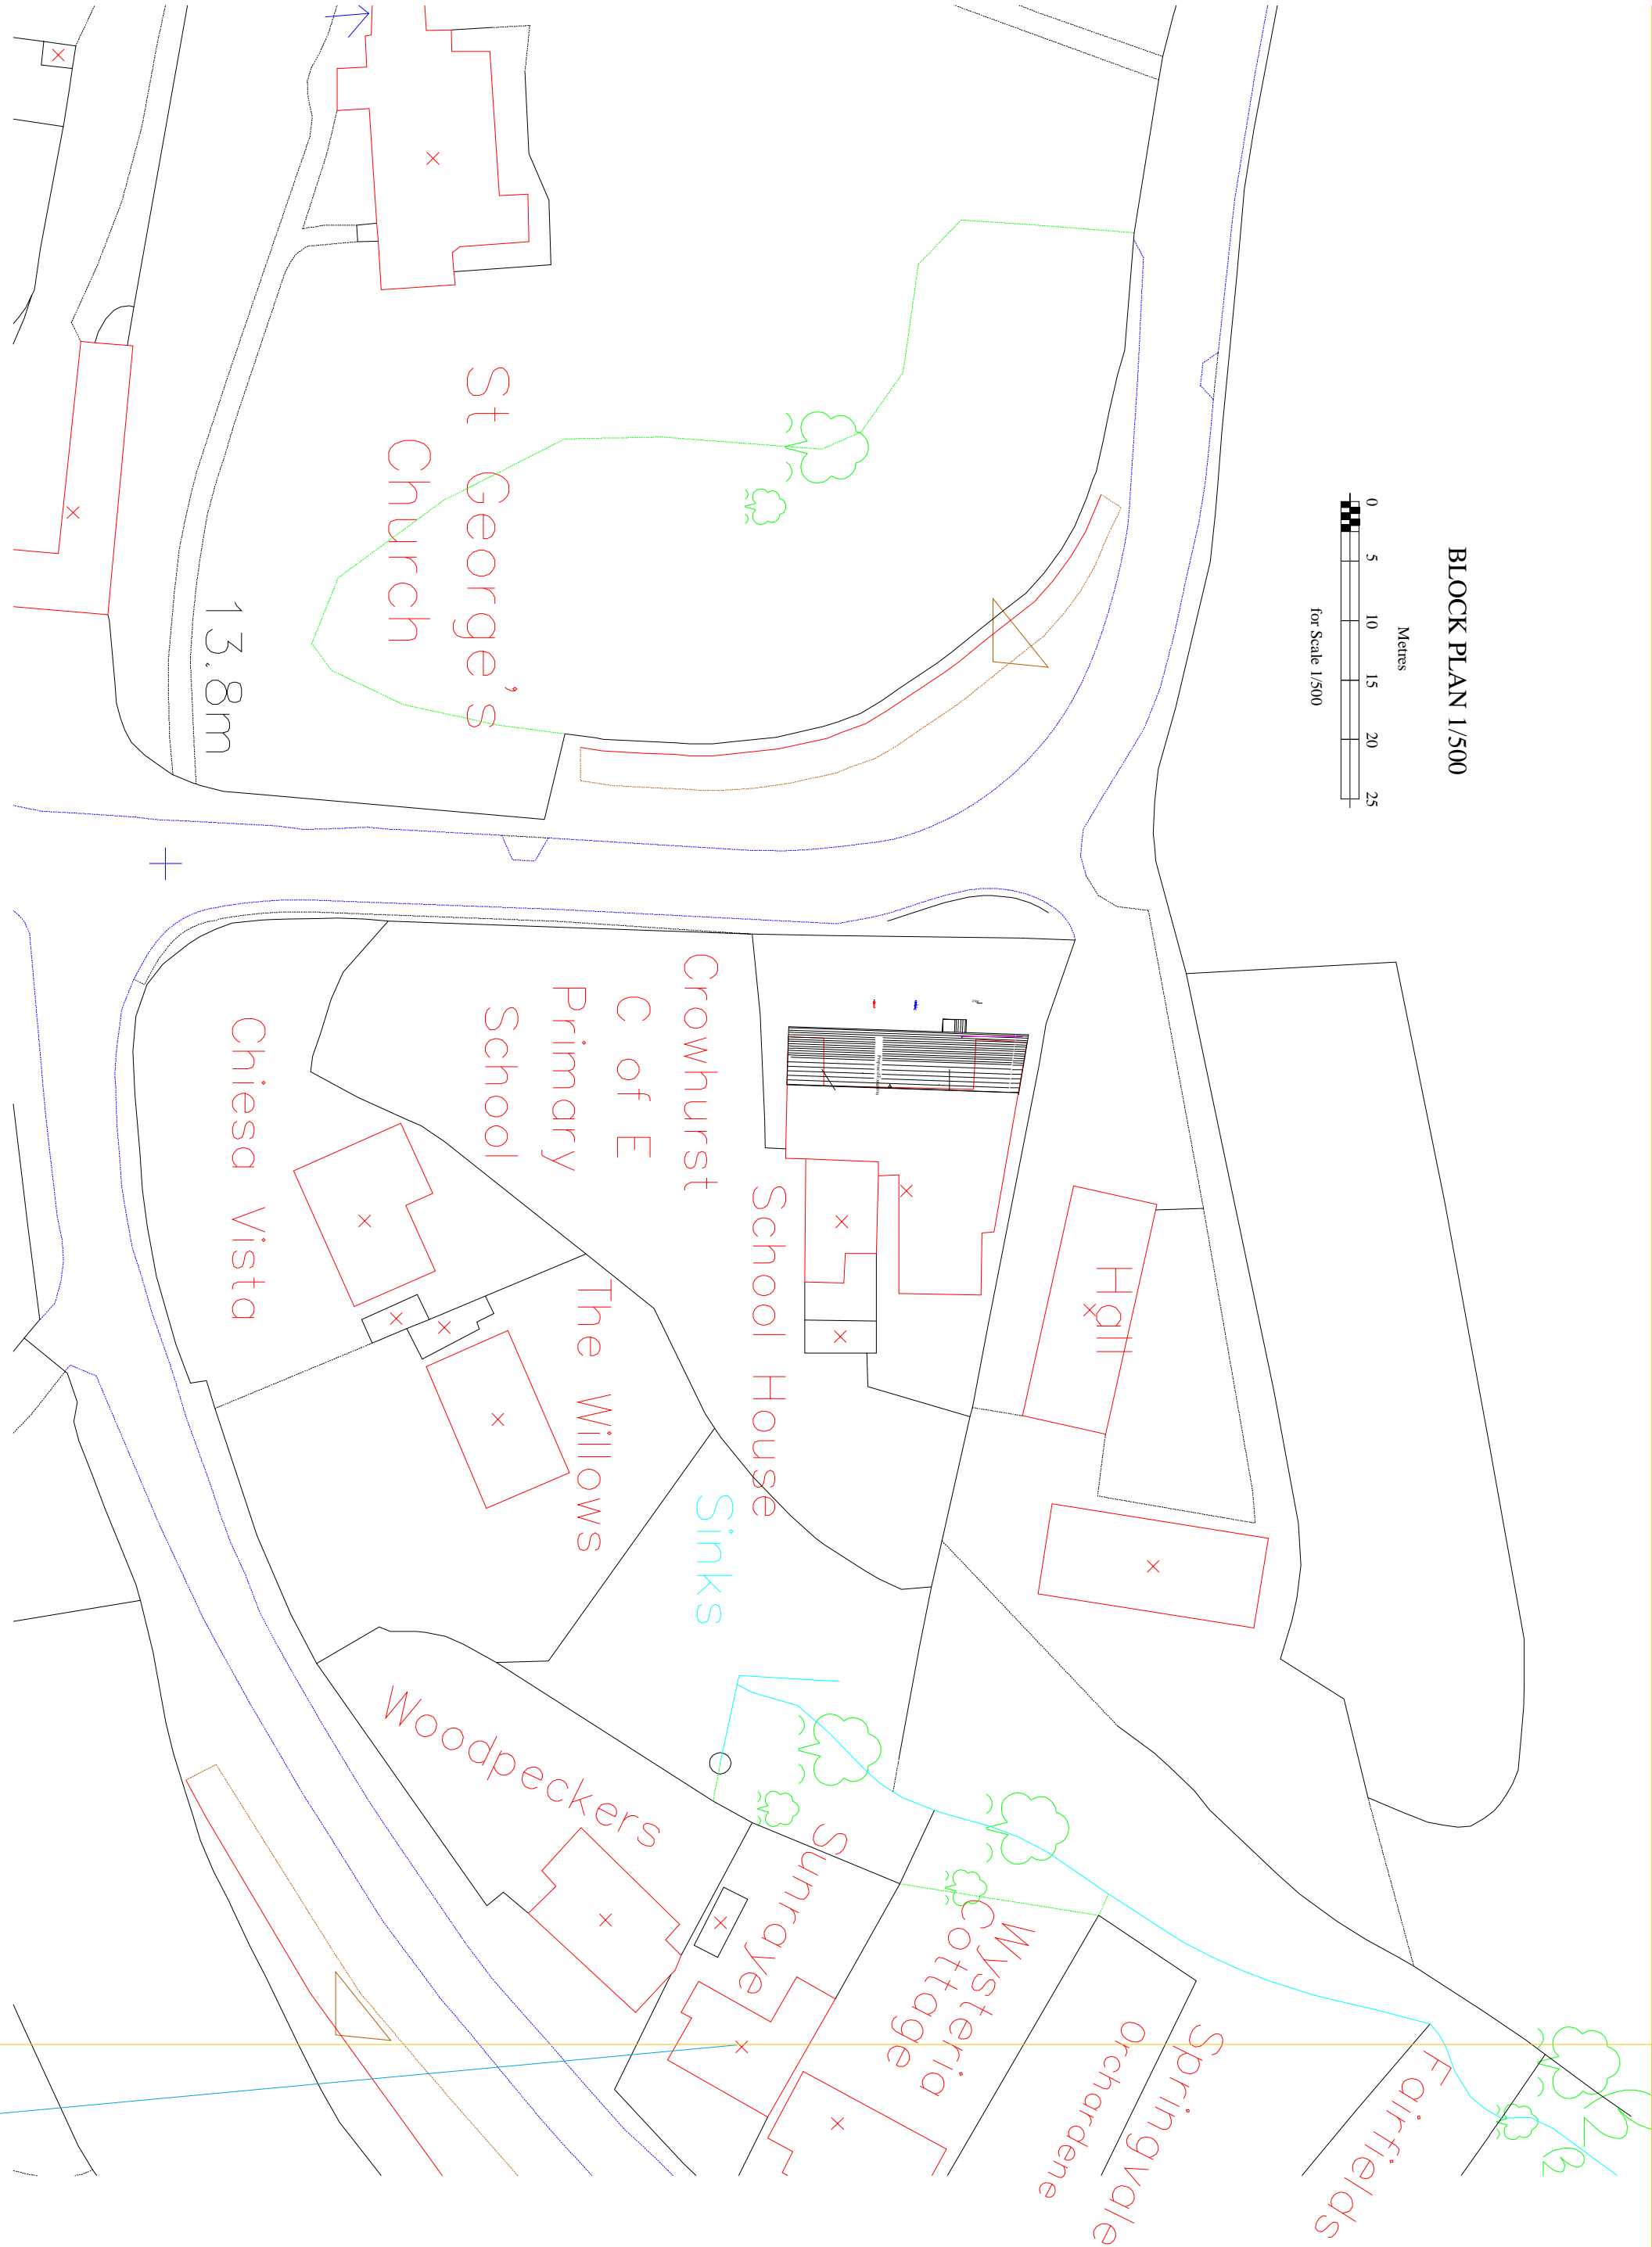 BLOCK PLAN 1/500
Metres
0 5 10 15 20 25
for Scale 1/500
St George's
Church
13.8m
Crowhurst
C of E
Primary
School
School House
Hall
Chiesa Vista
The Willows
Sinks
Woodpeckers
Sunraye
Wysteria
Cottage
Orchardene
Springvale
Fairfields